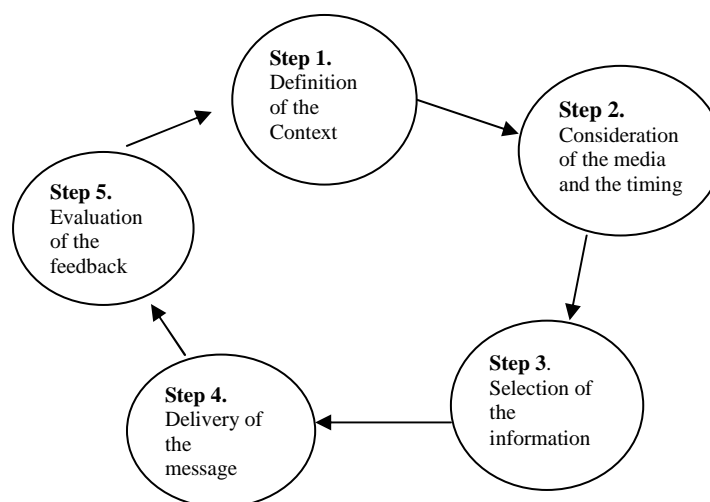 Step 1.
Definition
of the
Context
Step 2.
Consideration
of the media
and the timing
Step 3.
Selection of
the
information
Step 4.
Delivery of
the
message
Step 5.
Evaluation
of the
feedback